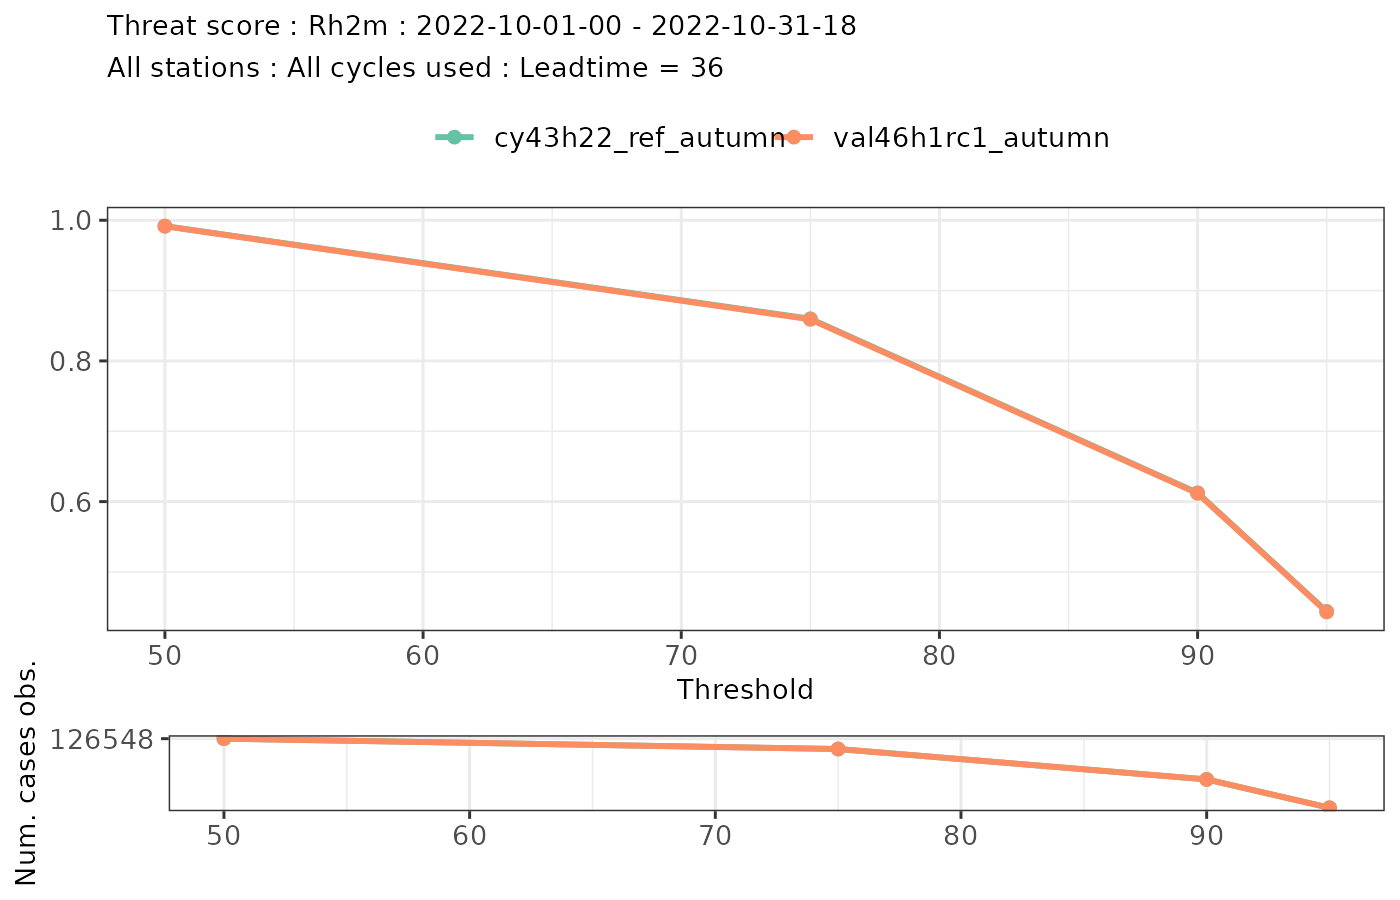 Threat score : Rh2m : 2022-10-01-00 - 2022-10-31-18
All stations : All cycles used : Leadtime = 36
cy43h22_ref_autumn val46h1rc1_autumn
1.0
0.8
0.6
50 60 70 80 90
Threshold
Num. cases obs.
126548
50 60 70 80 90